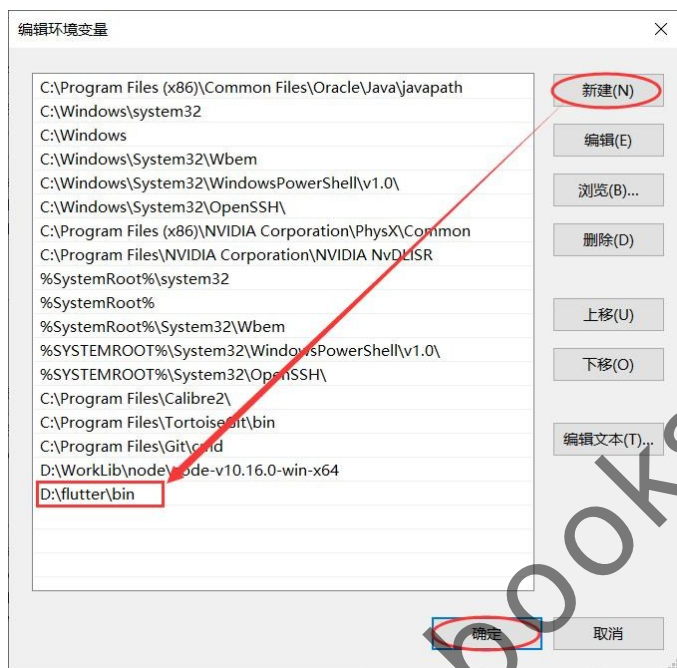 编辑环境变量
C:\Program Files (x86)\Common Files\Oracle\Java\javapath
C:\Windows\system32
C:\Windows
C:\Windows\System32\Wbem
C:\Windows\System32\WindowsPowerShell\v1.0\
C:\Windows\System32\OpenSSH\
C:\Program Files (x86)\NVIDIA Corporation\PhysX\Common
C:\Program Files\NVIDIA Corporation\NVIDIA NvDLISR
%SystemRoot%\system32
%SystemRoot%
%SystemRoot%\System32\Wbem
%SYSTEMROOT%\System32\WindowsPowerShell\v1.0\
%SYSTEMROOT%\System32\OpenSSH\
C:\Program Files\Calibre2\
C:\Program Files\TortoiseGit\bin
C:\Program Files\Git\cmd
D:\WorkLib\node\node-v10.16.0-win-x64
D:\flutter\bin
新建(N)
编辑(E)
浏览(B)...
删除(D)
上移(U)
下移(O)
编辑文本(T)...
确定
取消
books